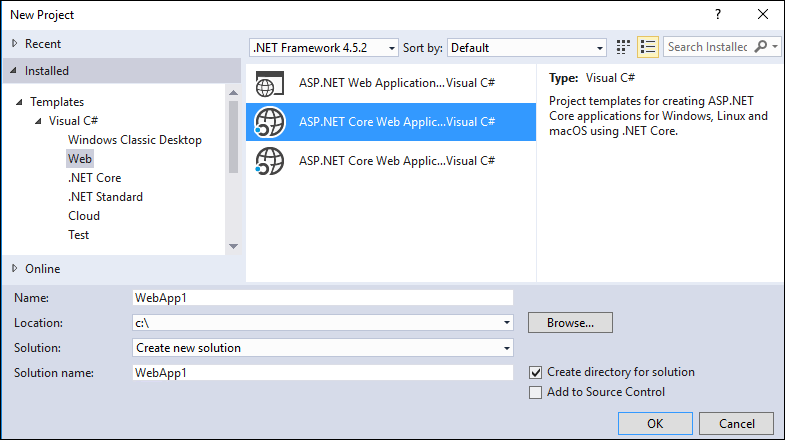 New Project
?
Recent
.NET Framework 4.5.2
Sort by:
Default
Search Installed
Installed
Templates
Visual C#
Windows Classic Desktop
Web
.NET Core
.NET Standard
Cloud
Test
Online
ASP.NET Web Application...Visual C#
ASP.NET Core Web Applic...Visual C#
ASP.NET Core Web Applic...Visual C#
Type: Visual C#
Project templates for creating ASP.NET
Core applications for Windows, Linux and
macOS using .NET Core.
Name:
WebApp1
Location:
c:\
Browse...
Solution:
Create new solution
Solution name:
WebApp1
Create directory for solution
Add to Source Control
OK
Cancel